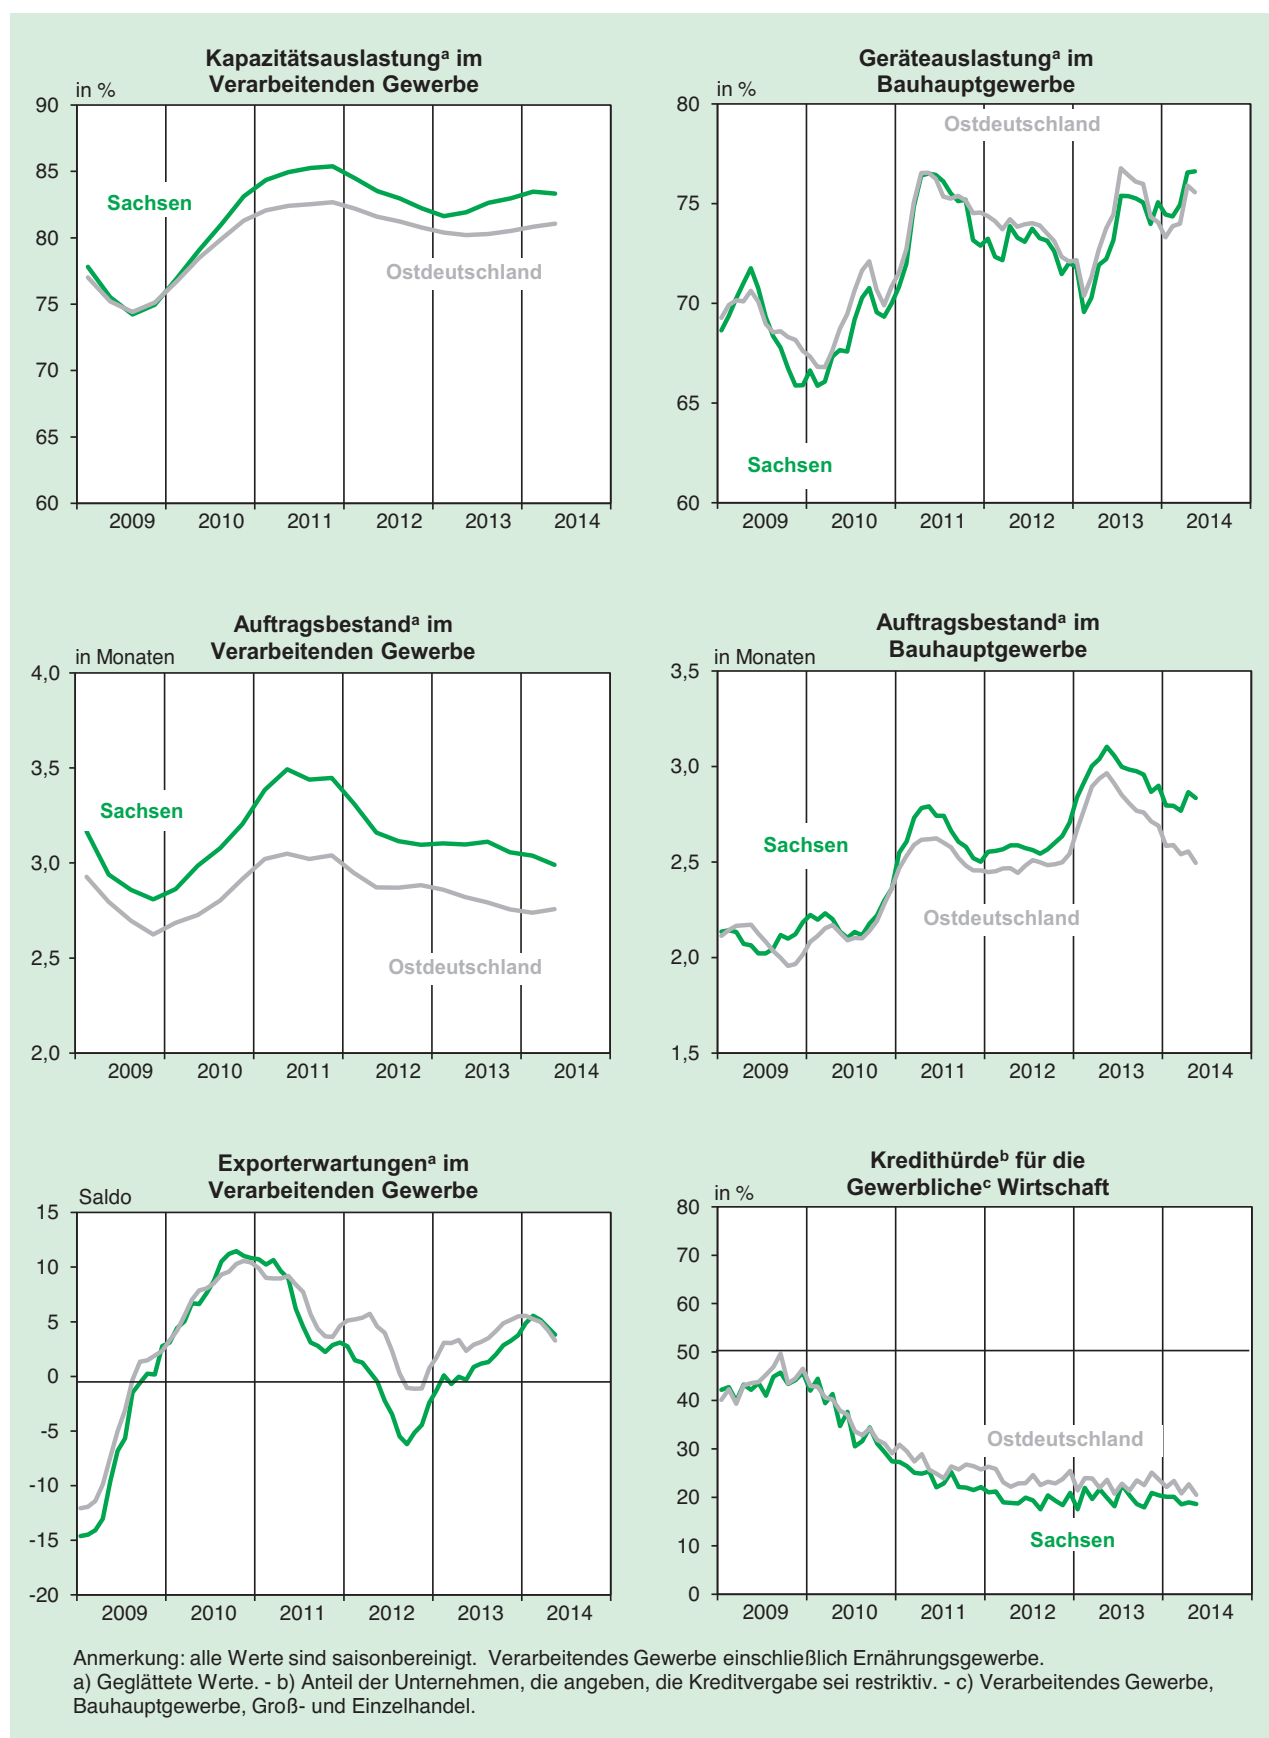 Kapazitätsauslastungᵃ im
Verarbeitenden Gewerbe
in %
90
85
80
75
70
65
60
Sachsen
Ostdeutschland
2009 2010 2011 2012 2013 2014
Geräteauslastungᵃ im
Bauhauptgewerbe
in %
80
75
70
65
60
Ostdeutschland
Sachsen
2009 2010 2011 2012 2013 2014
Auftragsbestandᵃ im
Verarbeitenden Gewerbe
in Monaten
4,0
3,5
3,0
2,5
2,0
Sachsen
Ostdeutschland
2009 2010 2011 2012 2013 2014
Auftragsbestandᵃ im
Bauhauptgewerbe
in Monaten
3,5
3,0
2,5
2,0
1,5
Sachsen
Ostdeutschland
2009 2010 2011 2012 2013 2014
Exporterwartungenᵃ im
Verarbeitenden Gewerbe
Saldo
15
10
5
0
-5
-10
-15
-20
2009 2010 2011 2012 2013 2014
Kredithürdeᵇ für die
Gewerblicheᶜ Wirtschaft
in %
80
70
60
50
40
30
20
10
0
Ostdeutschland
Sachsen
2009 2010 2011 2012 2013 2014
Anmerkung: alle Werte sind saisonbereinigt. Verarbeitendes Gewerbe einschließlich Ernährungsgewerbe.
a) Geglättete Werte. - b) Anteil der Unternehmen, die angeben, die Kreditvergabe sei restriktiv. - c) Verarbeitendes Gewerbe,
Bauhauptgewerbe, Groß- und Einzelhandel.